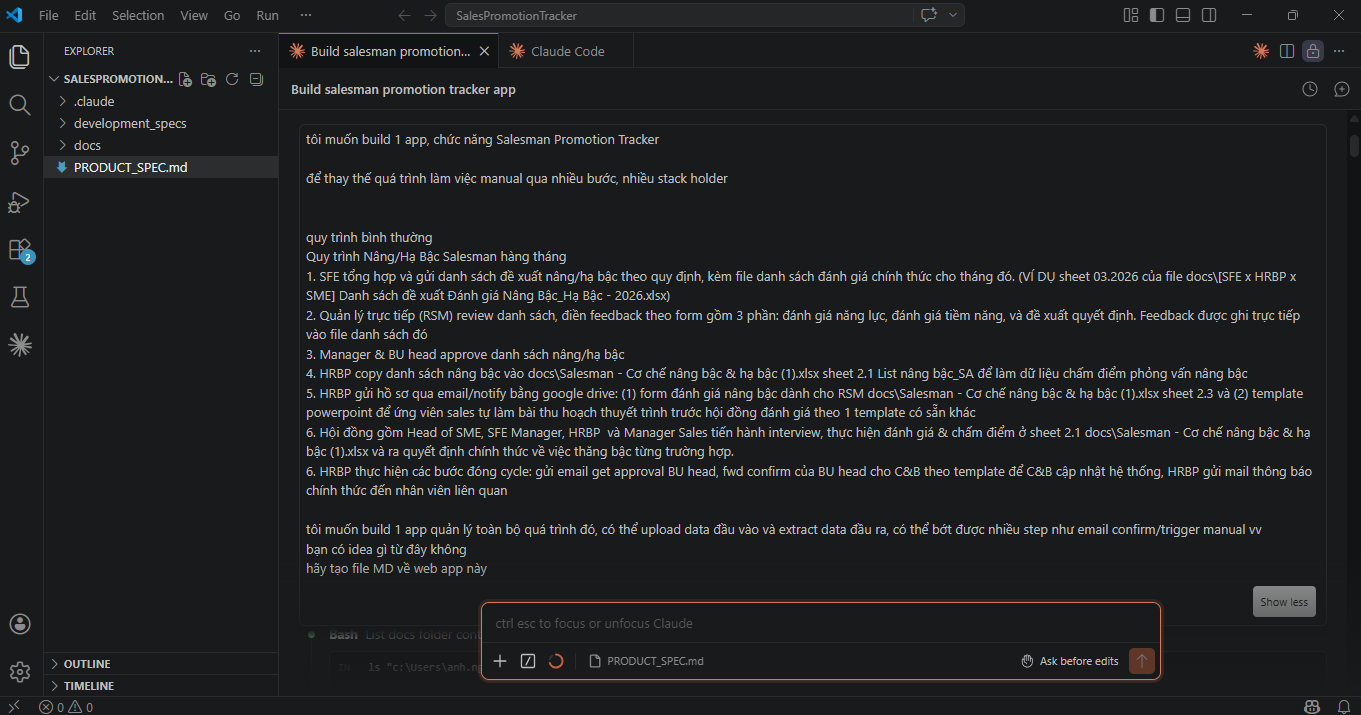 File Edit Selection View Go Run ···
SalesPromotionTracker
EXPLORER
SALESPROMOTION...
.claude
development_specs
docs
PRODUCT_SPEC.md
OUTLINE
TIMELINE
2
Build salesman promotion...
Claude Code
Build salesman promotion tracker app
tôi muốn build 1 app, chức năng Salesman Promotion Tracker
để thay thế quá trình làm việc manual qua nhiều bước, nhiều stack holder
quy trình bình thường
Quy trình Nâng/Hạ Bậc Salesman hàng tháng
1. SFE tổng hợp và gửi danh sách đề xuất nâng/hạ bậc theo quy định, kèm file danh sách đánh giá chính thức cho tháng đó. (VÍ DỤ sheet 03.2026 của file docs\[SFE x HRBP x
SME] Danh sách đề xuất Đánh giá Nâng Bậc_Hạ Bậc - 2026.xlsx)
2. Quản lý trực tiếp (RSM) review danh sách, điền feedback theo form gồm 3 phần: đánh giá năng lực, đánh giá tiềm năng, và đề xuất quyết định. Feedback được ghi trực tiếp
vào file danh sách đó
3. Manager & BU head approve danh sách nâng/hạ bậc
4. HRBP copy danh sách nâng bậc vào docs\Salesman - Cơ chế nâng bậc & hạ bậc (1).xlsx sheet 2.1 List nâng bậc_SA để làm dữ liệu chấm điểm phỏng vấn nâng bậc
5. HRBP gửi hồ sơ qua email/notify bằng google drive: (1) form đánh giá nâng bậc dành cho RSM docs\Salesman - Cơ chế nâng bậc & hạ bậc (1).xlsx sheet 2.3 và (2) template
powerpoint để ứng viên sales tự làm bài thu hoạch thuyết trình trước hội đồng đánh giá theo 1 template có sẵn khác
6. Hội đồng gồm Head of SME, SFE Manager, HRBP và Manager Sales tiến hành interview, thực hiện đánh giá & chấm điểm ở sheet 2.1 docs\Salesman - Cơ chế nâng bậc & hạ
bậc (1).xlsx và ra quyết định chính thức về việc thăng bậc từng trường hợp.
6. HRBP thực hiện các bước đóng cycle: gửi email get approval BU head, fwd confirm của BU head cho C&B theo template để C&B cập nhật hệ thống, HRBP gửi mail thông báo
chính thức đến nhân viên liên quan
tôi muốn build 1 app quản lý toàn bộ quá trình đó, có thể upload data đầu vào và extract data đầu ra, có thể bớt được nhiều step như email confirm/trigger manual vv
bạn có idea gì từ đây không
hãy tạo file MD về web app này
Show less
Bash List docs folder
IN ls "c:\Users\anh.n
ctrl esc to focus or unfocus Claude
PRODUCT_SPEC.md
Ask before edits
0 0